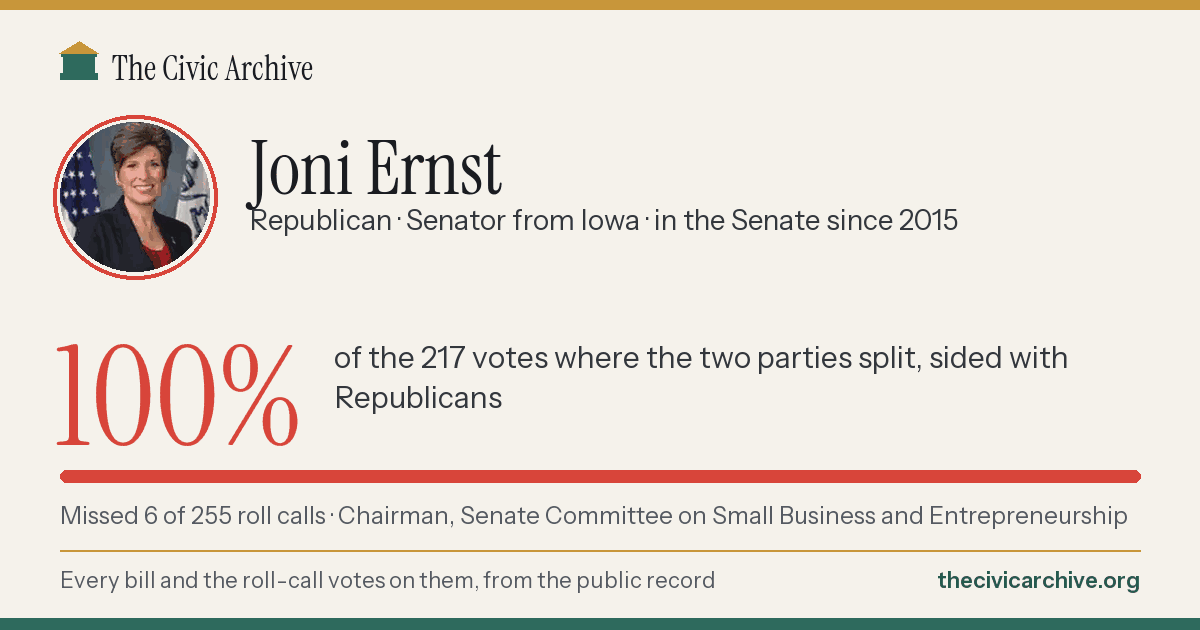 The Civic Archive
Joni Ernst
Republican · Senator from Iowa · in the Senate since 2015
100%
of the 217 votes where the two parties split, sided with
Republicans
Missed 6 of 255 roll calls · Chairman, Senate Committee on Small Business and Entrepreneurship
Every bill and the roll-call votes on them, from the public record
thecivicarchive.org